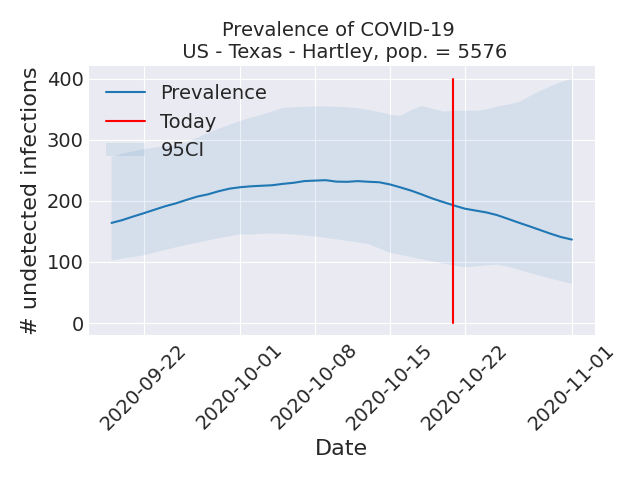 Prevalence of COVID-19
US - Texas - Hartley, pop. = 5576
# undetected infections
400
300
200
100
0
Prevalence
Today
95CI
2020-09-22
2020-10-01
2020-10-08
2020-10-15
2020-10-22
2020-11-01
Date